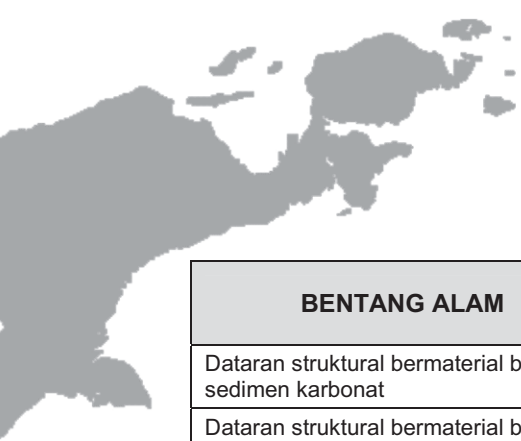 BENTANG ALAM
Dataran struktural bermaterial
sedimen karbonat
Dataran struktural bermaterial